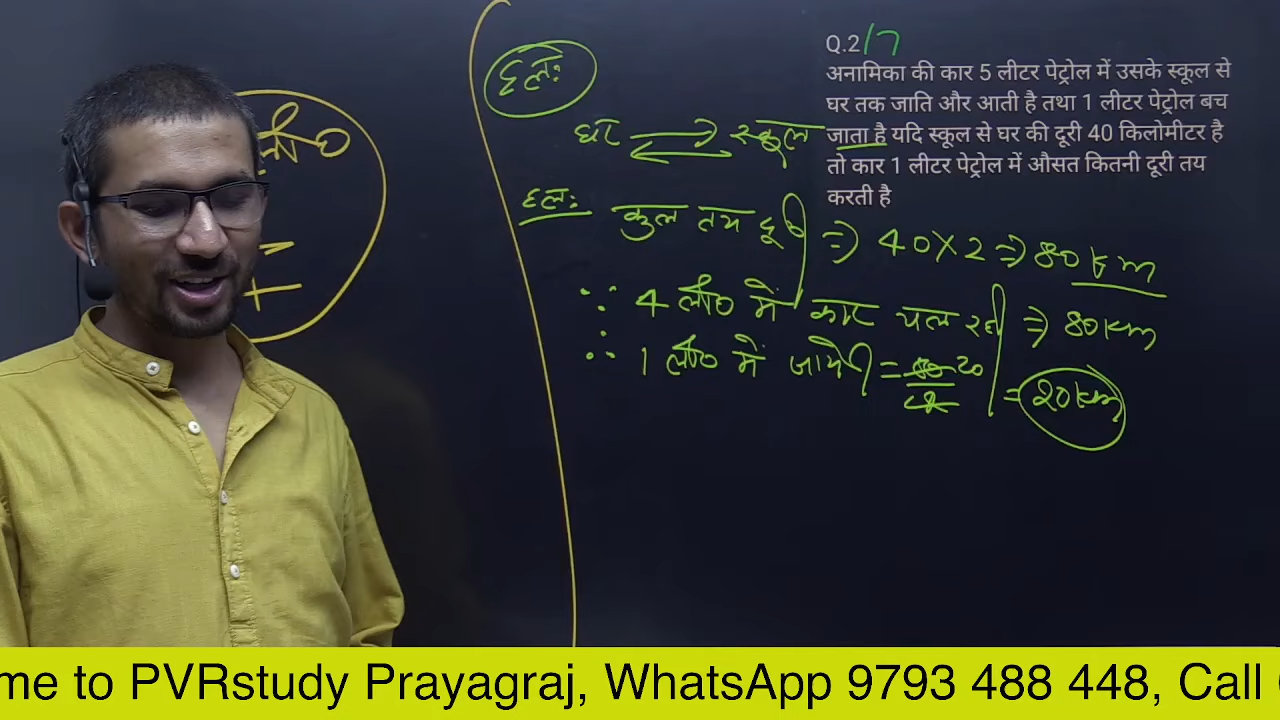 Q.2/7
अनामिका की कार 5 लीटर पेट्रोल में उसके स्कूल से
घर तक जाति और आती है तथा 1 लीटर पेट्रोल बच
जाता है यदि स्कूल से घर की दूरी 40 किलोमीटर है
तो कार 1 लीटर पेट्रोल में औसत कितनी दूरी तय
करती है
हलः
घर ⇄ स्कूल
हलः कुल तय दूरी ⇒ 40×2 ⇒ 80 km
∵ 4 ली० में कार चल रही ⇒ 80 km
∴ 1 ली० में जायेगी = 80/4 20 = 20 km
me to PVRstudy Prayagraj, WhatsApp 9793 488 448, Call